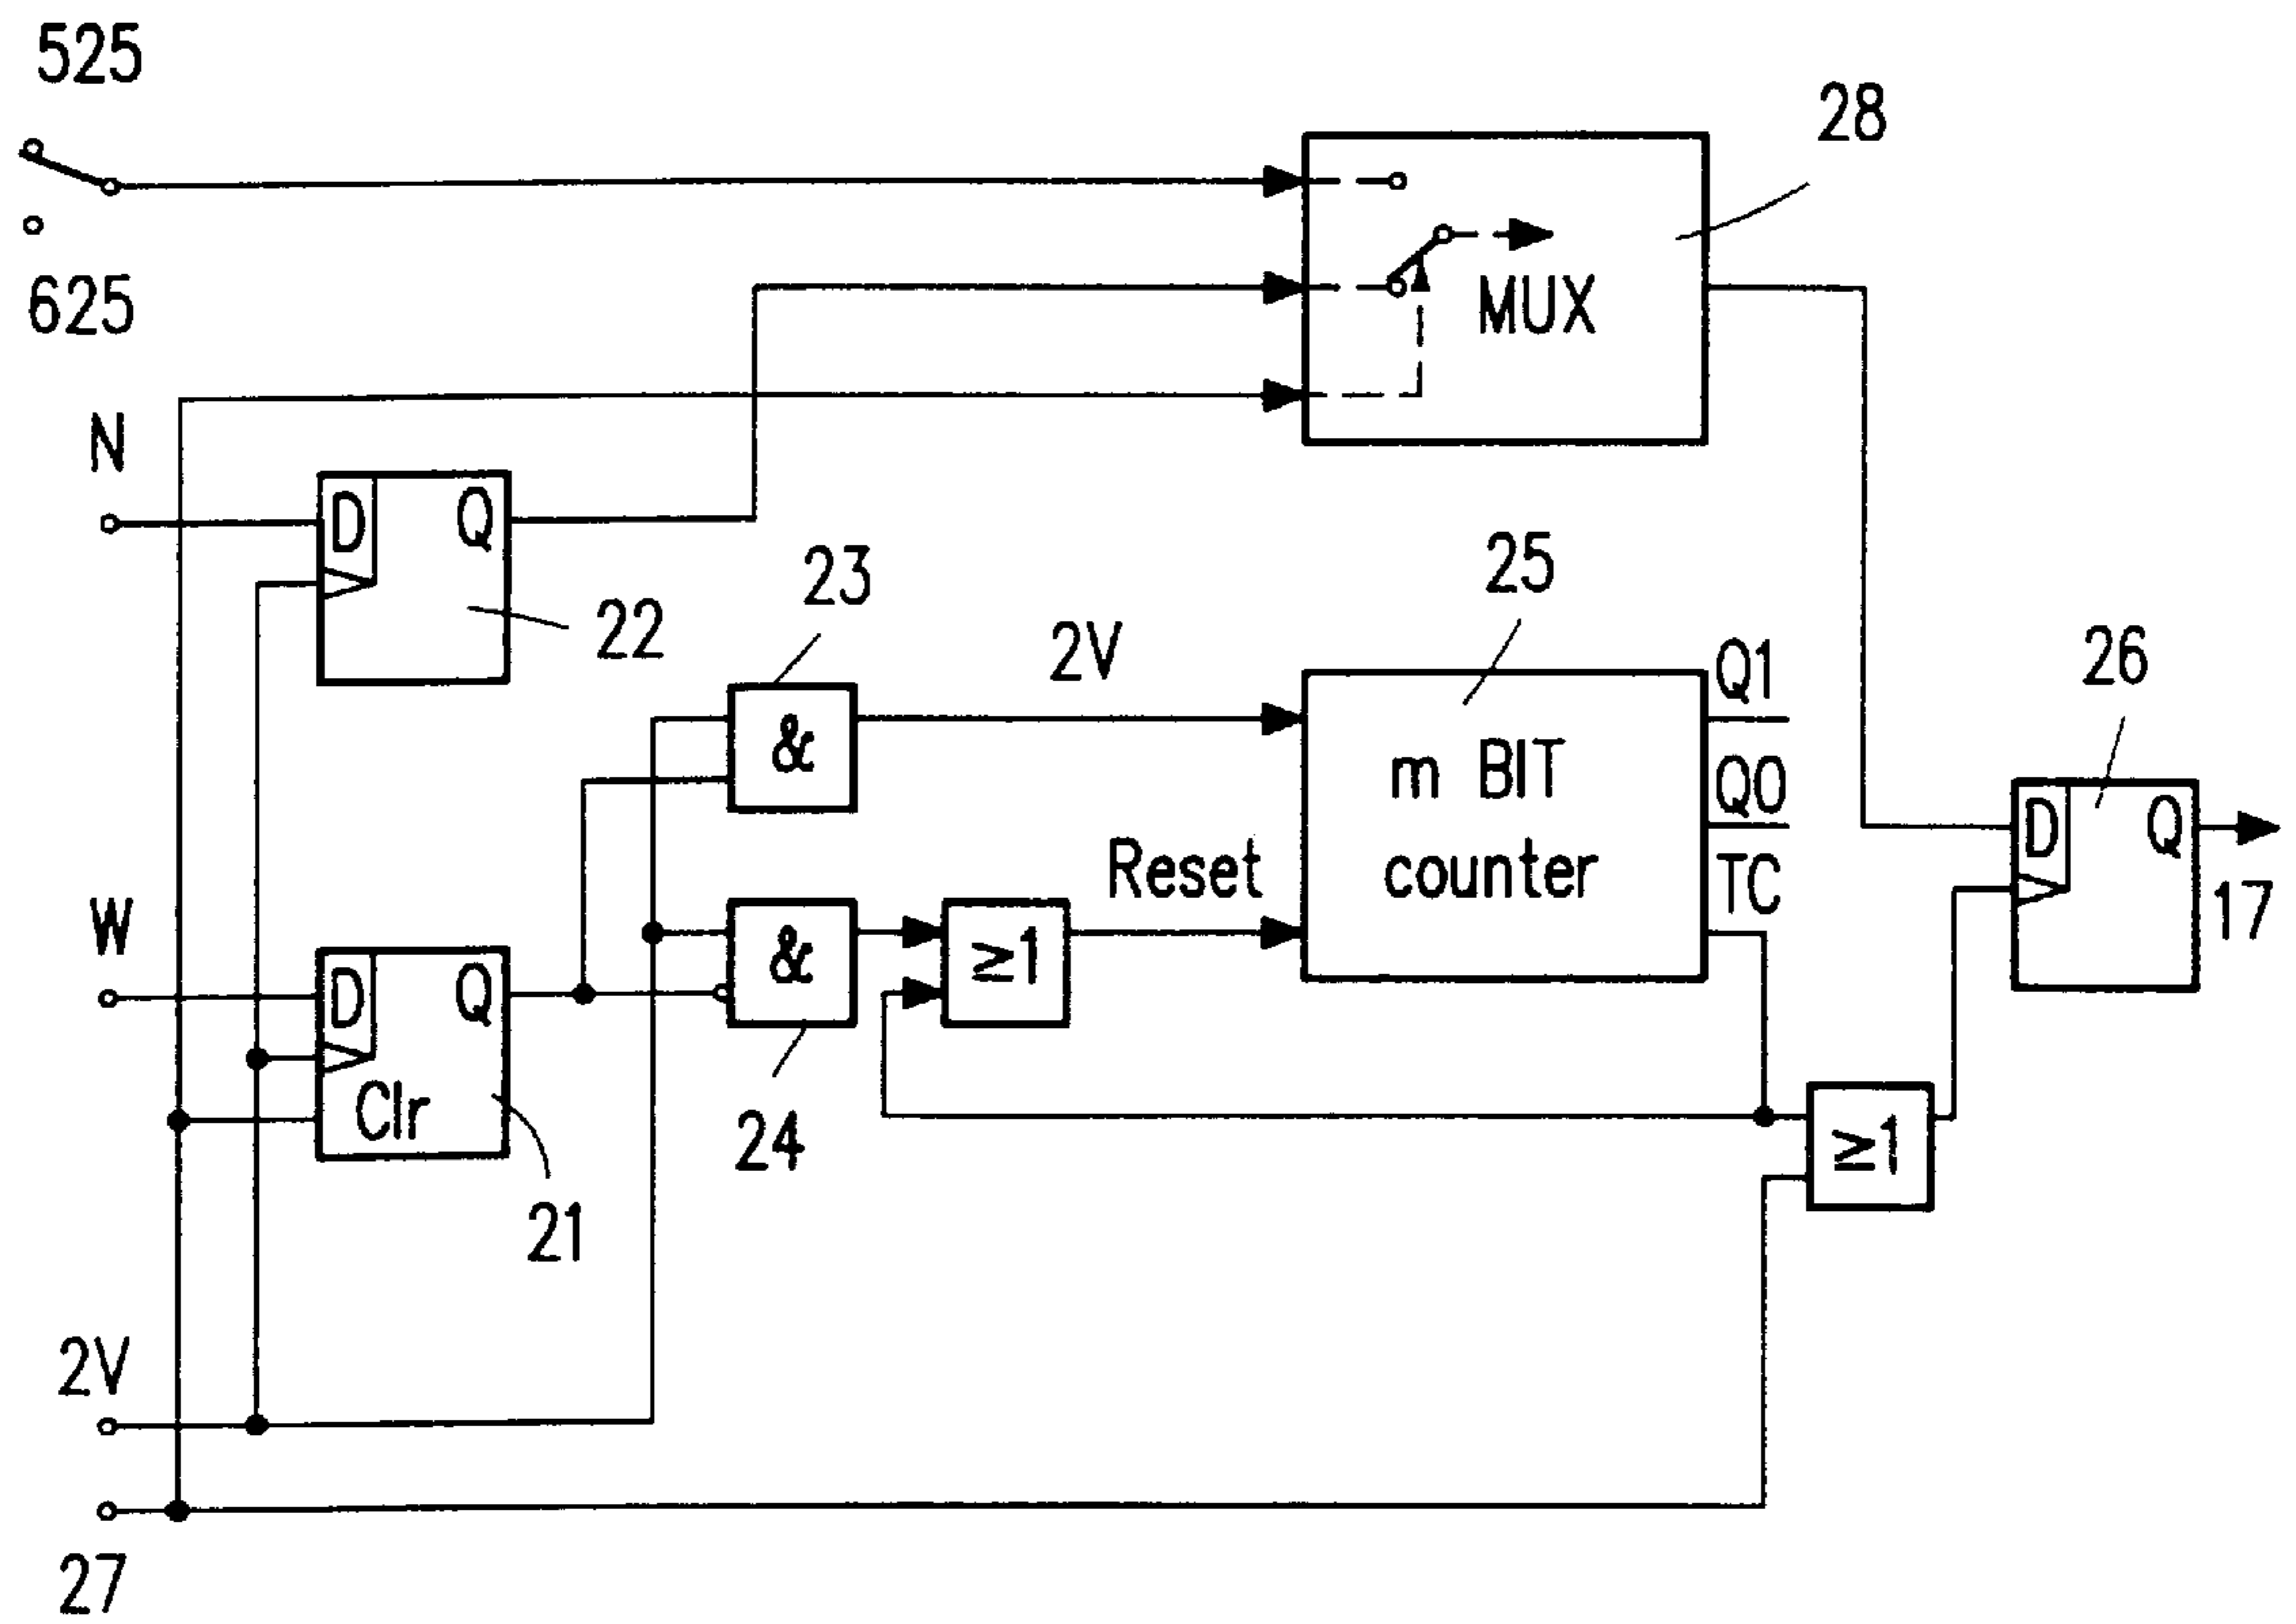 525
28
625
MUX
N
D Q
22
23
2V
25
Q1
26
&
m BIT
Q0
D Q
counter
Reset
TC
17
W
D Q
&
≥1
Clr
24
≥1
21
2V
27